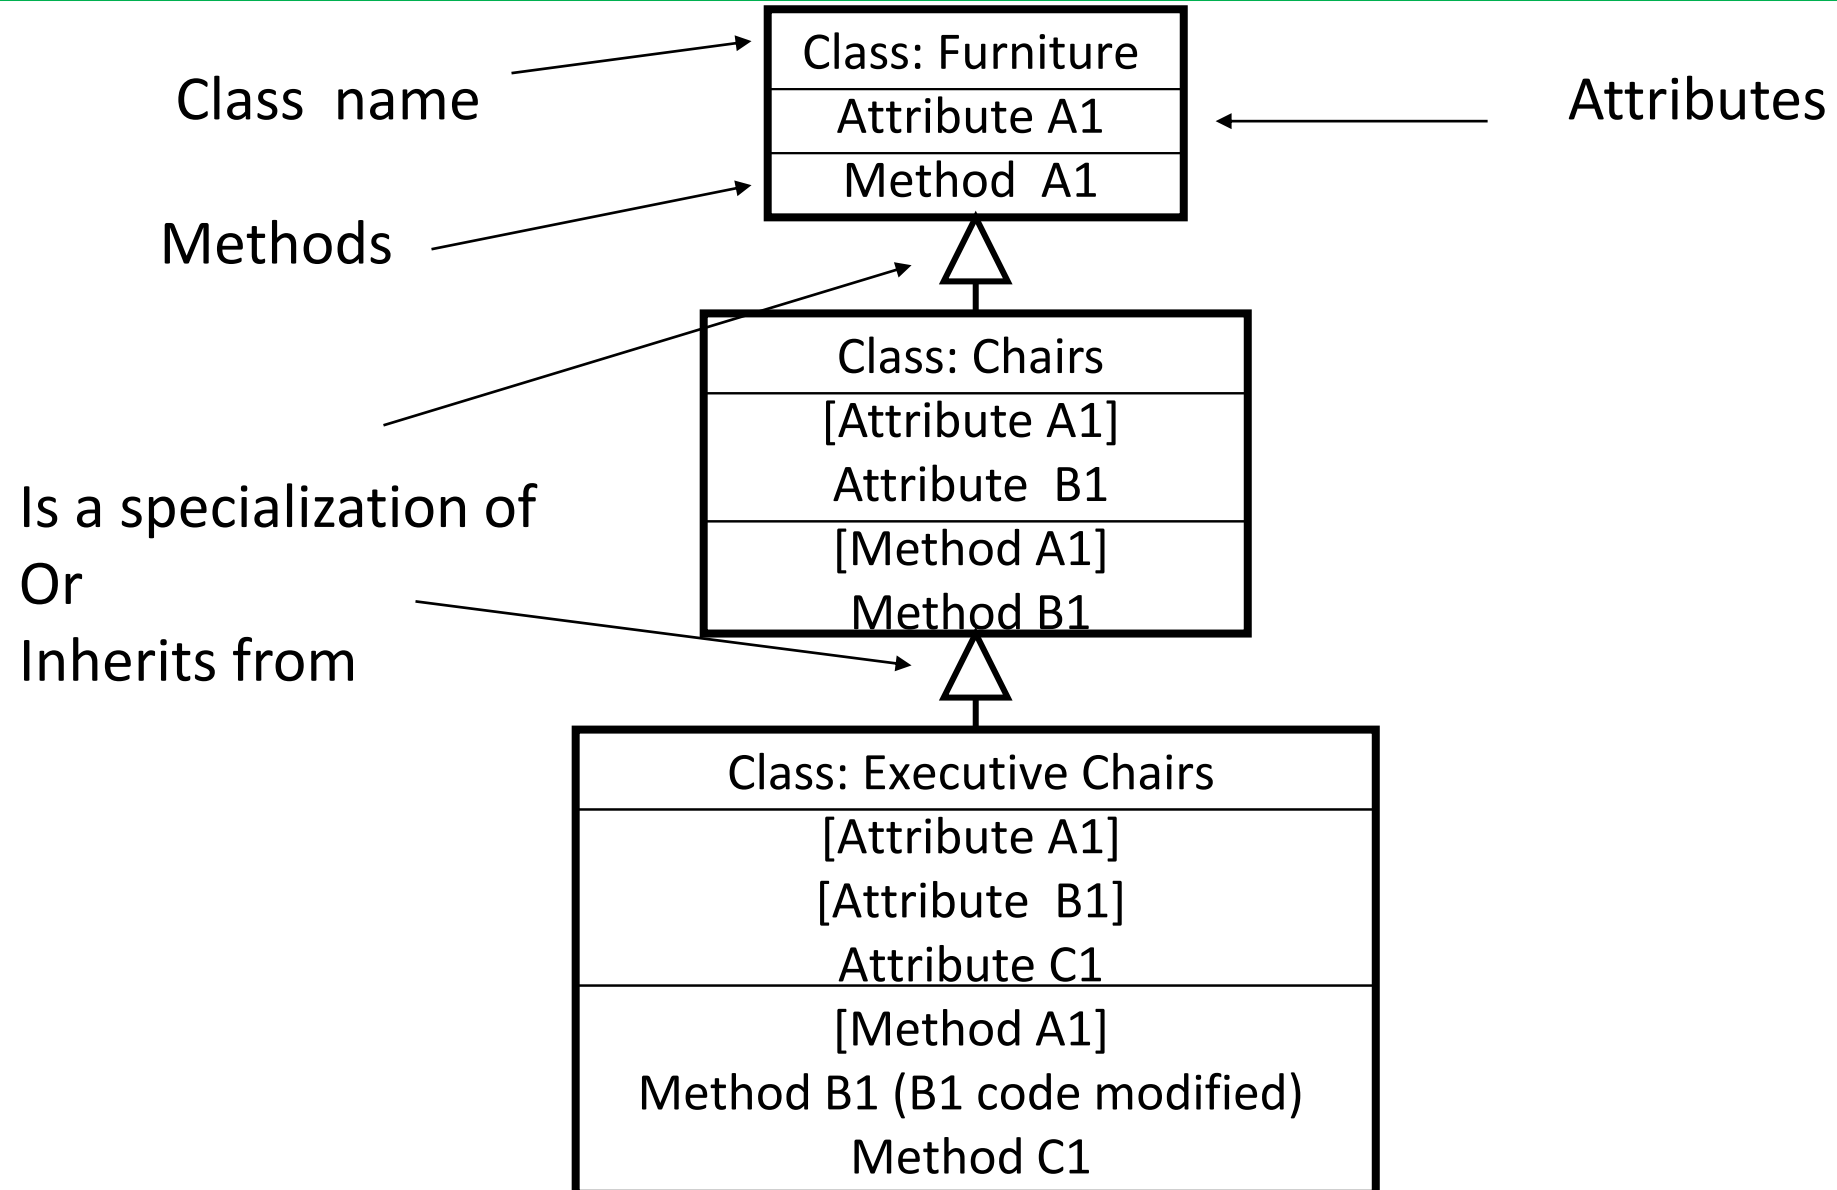 Class: Furniture
Attribute A1
Method A1
Class name
Methods
Attributes
Class: Chairs
[Attribute A1]
Attribute B1
[Method A1]
Method B1
Is a specialization of
Or
Inherits from
Class: Executive Chairs
[Attribute A1]
[Attribute B1]
Attribute C1
[Method A1]
Method B1 (B1 code modified)
Method C1